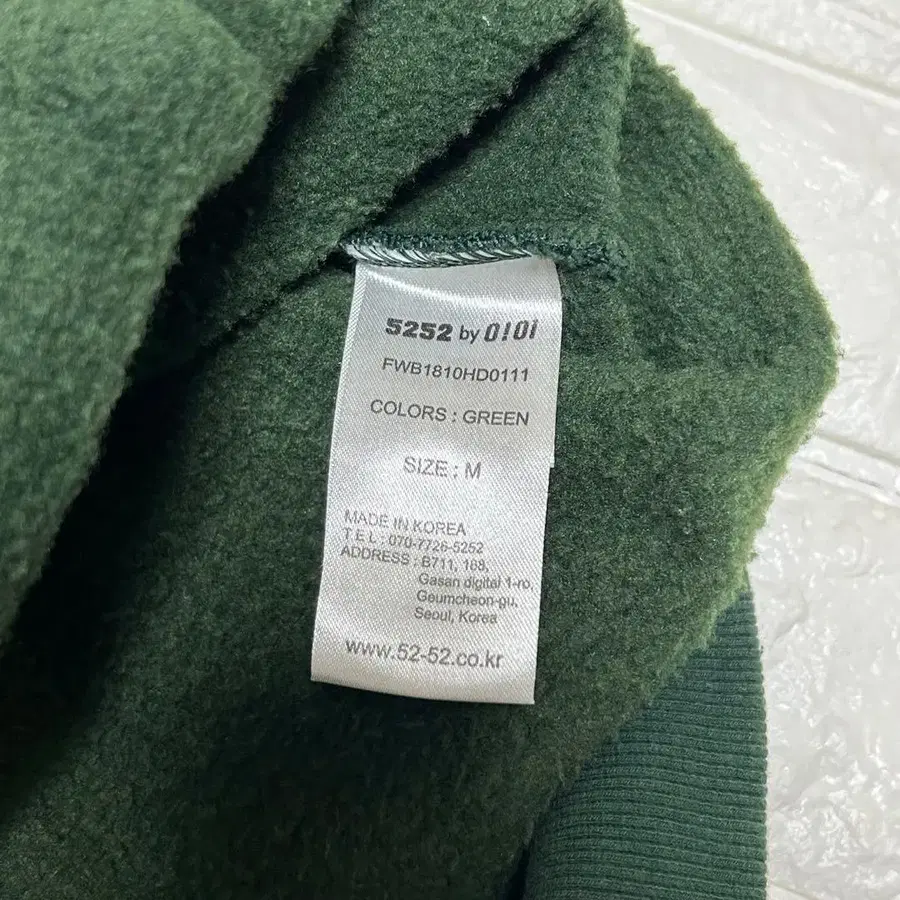 5252 by O!Oi
FWB1810HD0111
COLORS : GREEN
SIZE : M
MADE IN KOREA
T E L : 070-7726-5252
ADDRESS : B711, 168,
Gasan digital 1-ro,
Geumcheon-gu,
Seoul, Korea
www.52-52.co.kr